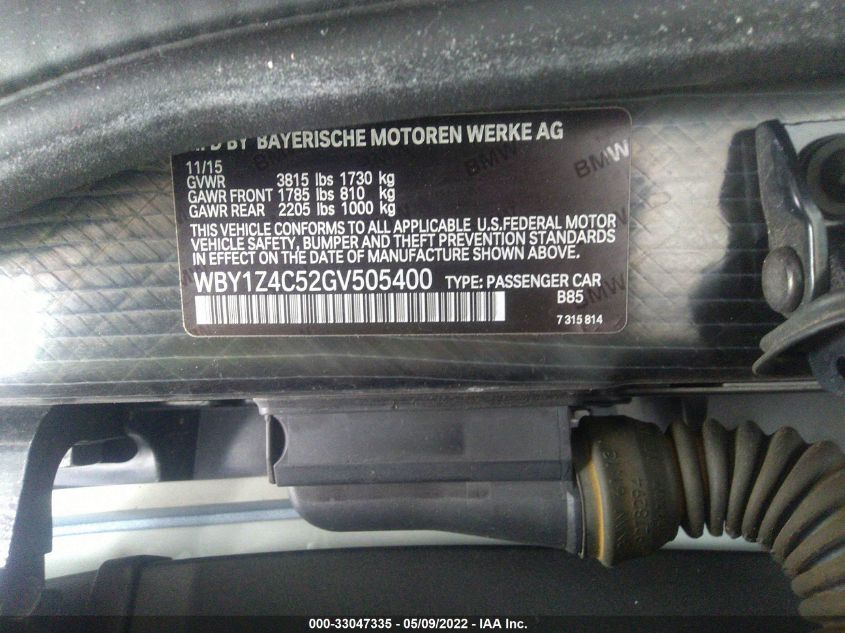 MFD BY BAYERISCHE MOTOREN WERKE AG
11/15
GVWR 3815 lbs 1730 kg
GAWR FRONT 1785 lbs 810 kg
GAWR REAR 2205 lbs 1000 kg
THIS VEHICLE CONFORMS TO ALL APPLICABLE U.S.FEDERAL MOTOR
VEHICLE SAFETY, BUMPER AND THEFT PREVENTION STANDARDS
IN EFFECT ON THE DATE OF MANUFACTURE SHOWN ABOVE.
WBY1Z4C52GV505400 TYPE: PASSENGER CAR
B85
7 315 814
BMW
BMW
BMW
000-33047335 - 05/09/2022 - IAA Inc.